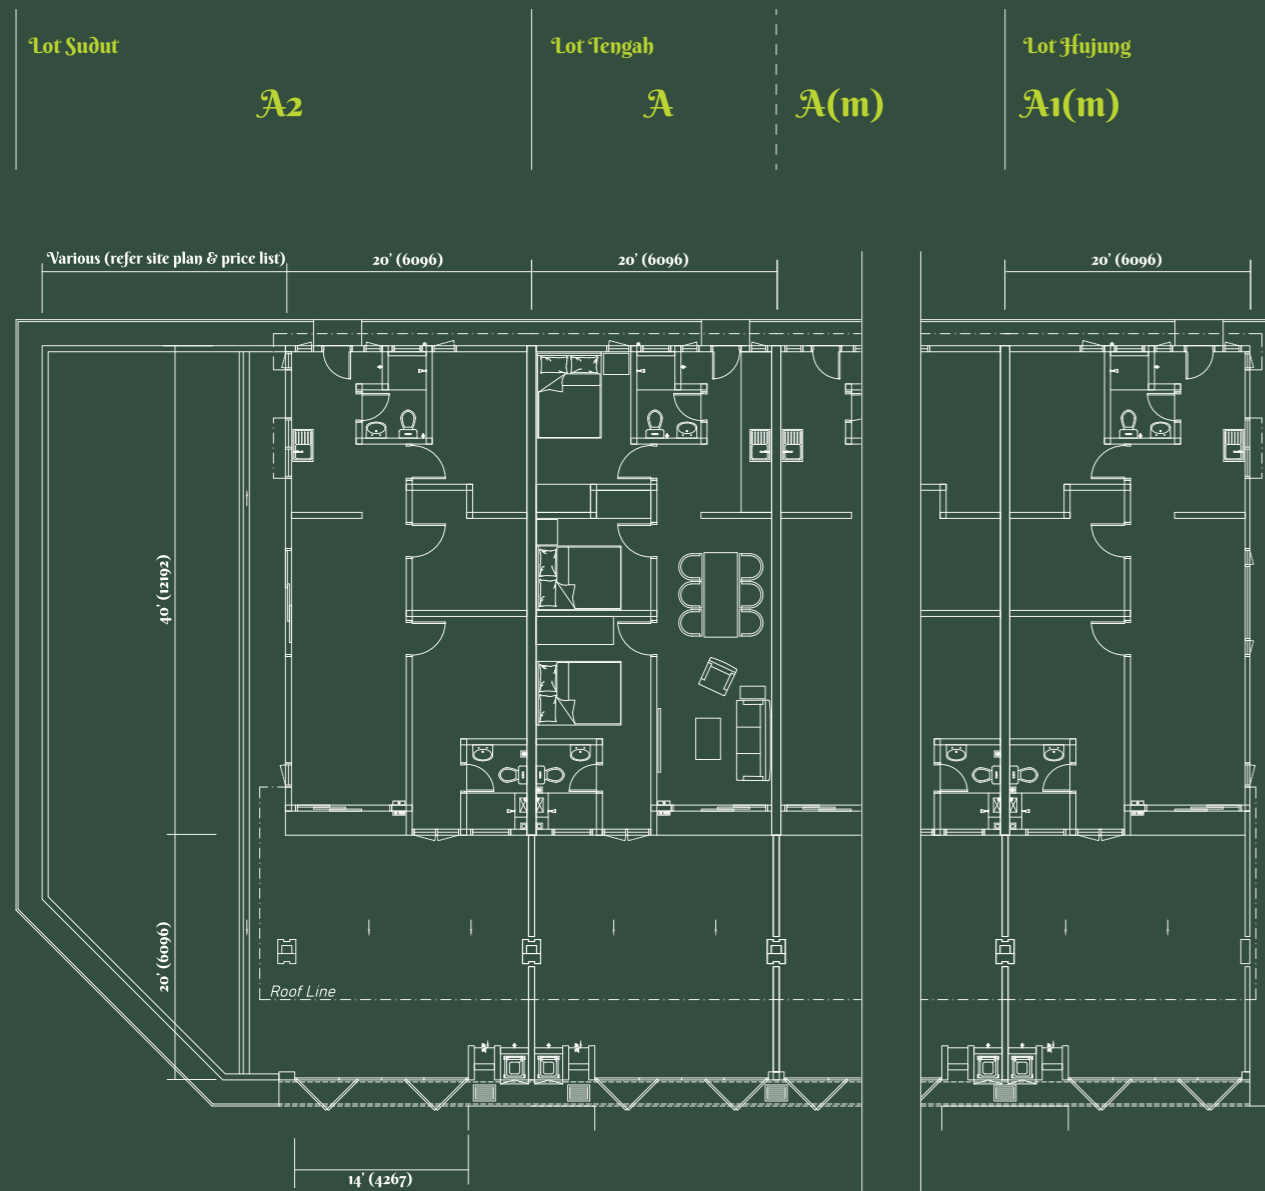 Lot Sudut
Lot Tengah
Lot Hujung
A2
A
A(m)
A1(m)
Various (refer site plan & price list)
20' (6096)
20' (6096)
20' (6096)
40' (12192)
20' (6096)
Roof Line
14' (4267)